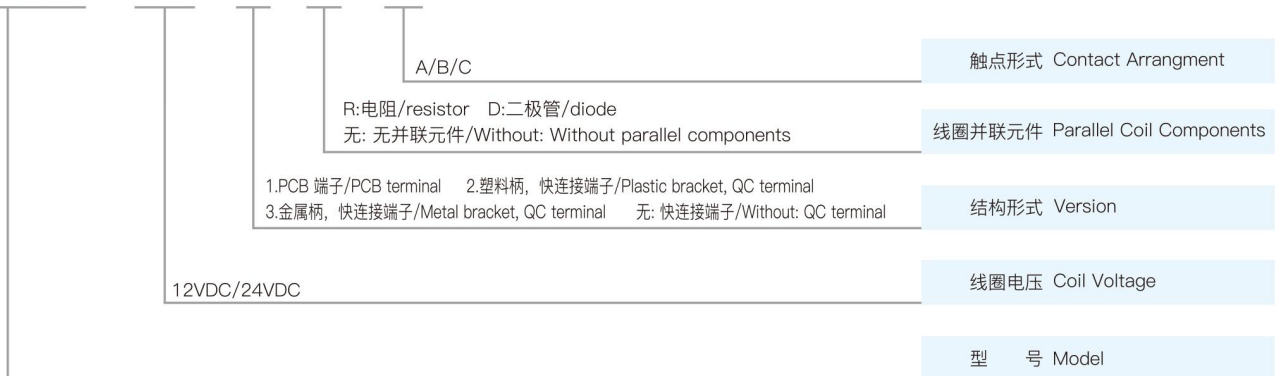 A/B/C 触点形式 Contact Arrangment
R:电阻/resistor D:二极管/diode
无: 无并联元件/Without: Without parallel components 线圈并联元件 Parallel Coil Components
1.PCB 端子/PCB terminal 2.塑料柄，快连接端子/Plastic bracket, QC terminal
3.金属柄，快连接端子/Metal bracket, QC terminal 无: 快连接端子/Without: QC terminal 结构形式 Version
12VDC/24VDC 线圈电压 Coil Voltage
型 号 Model